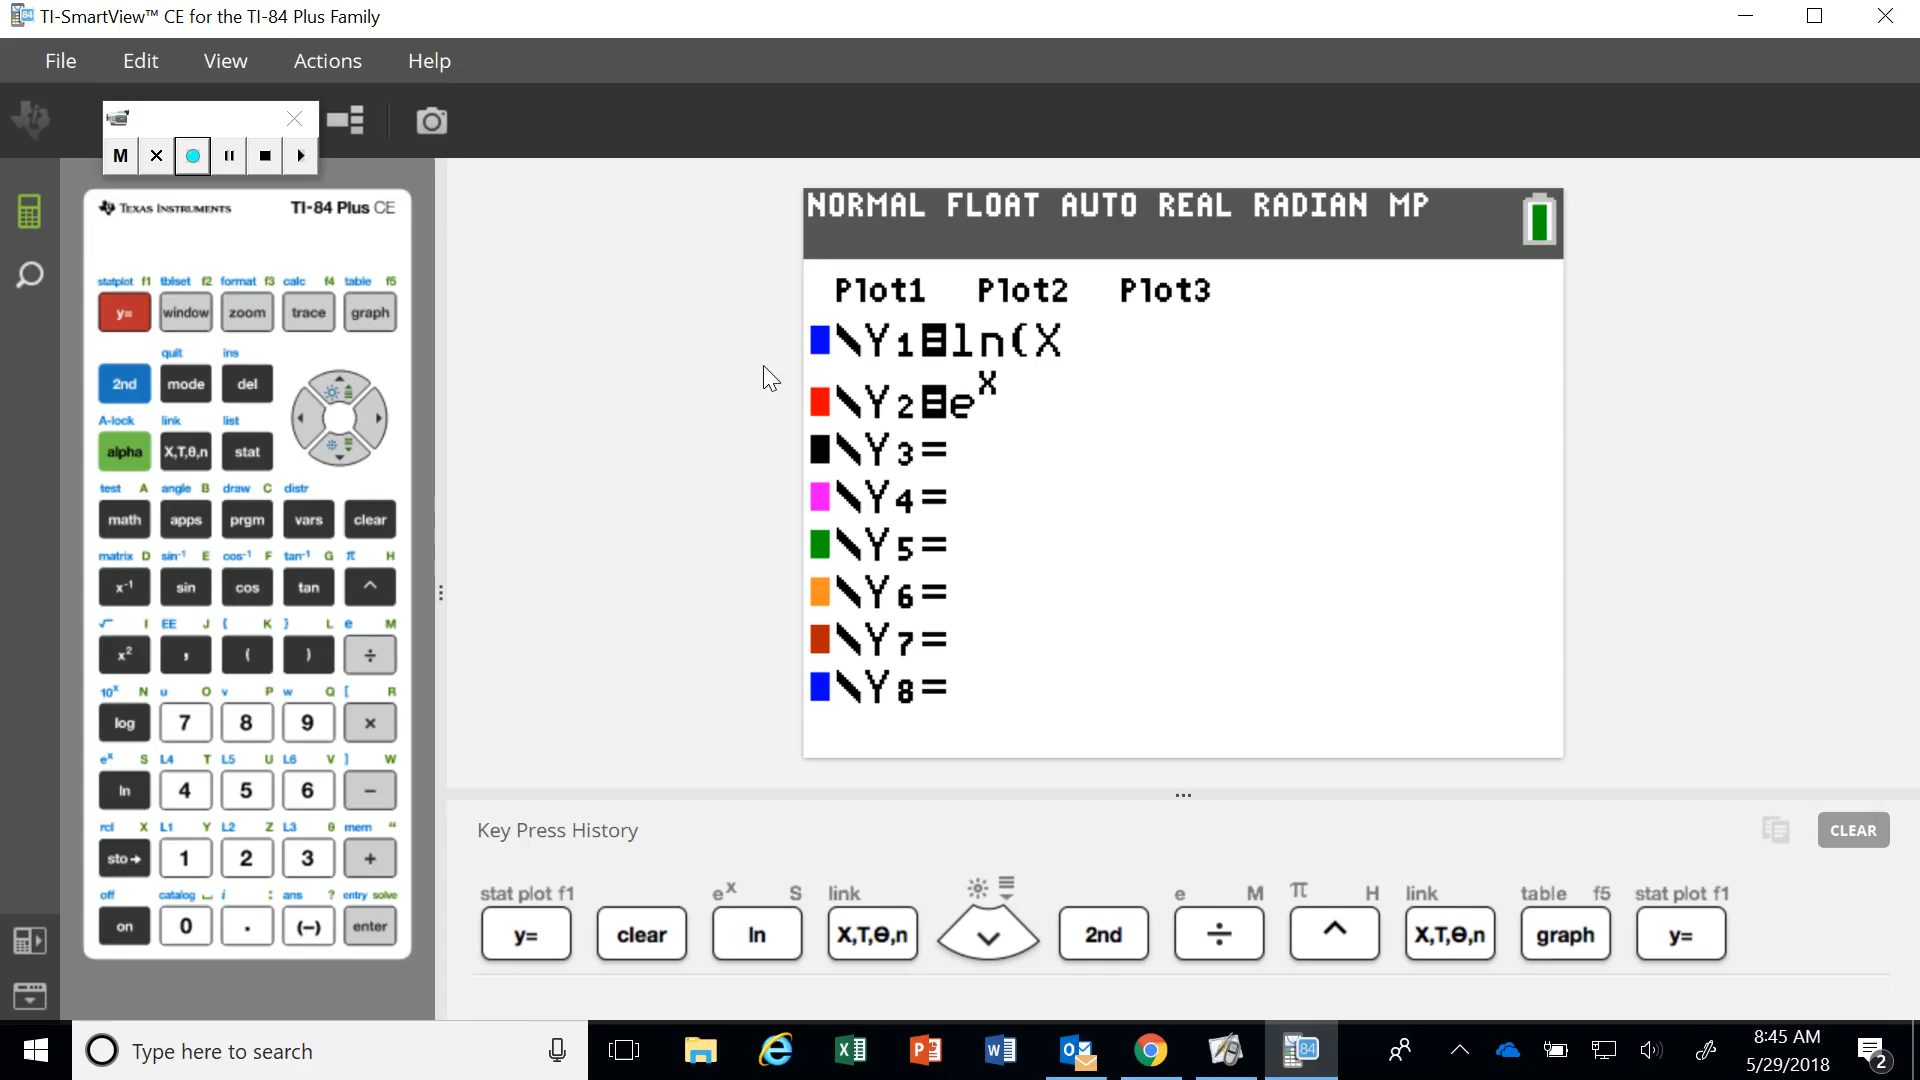 TI-SmartView™ CE for the TI-84 Plus Family
File Edit View Actions Help
M
TEXAS INSTRUMENTS TI-84 Plus CE
statplot f1 tblset f2 format f3 calc f4 table f5
y= window zoom trace graph
quit ins
2nd mode del
A-lock link list
alpha X,T,θ,n stat
test A angle B draw C distr
math apps prgm vars clear
matrix D sin⁻¹ E cos⁻¹ F tan⁻¹ G π H
x⁻¹ sin cos tan ^
√ I EE J { K } L e M
x² , ( ) ÷
10ˣ N u O v P w Q [ R
log 7 8 9 ×
eˣ S L4 T L5 U L6 V ] W
ln 4 5 6 −
rcl X L1 Y L2 Z L3 θ mem "
sto→ 1 2 3 +
off catalog ␣ i : ans ? entry solve
on 0 . (−) enter
NORMAL FLOAT AUTO REAL RADIAN MP
Plot1 Plot2 Plot3
\Y₁=ln(X
\Y₂=eˣ
\Y₃=
\Y₄=
\Y₅=
\Y₆=
\Y₇=
\Y₈=
Key Press History
CLEAR
stat plot f1 eˣ S link e M π H link table f5 stat plot f1
y= clear ln X,T,Θ,n 2nd ÷ ^ X,T,Θ,n graph y=
Type here to search
8:45 AM
5/29/2018
2